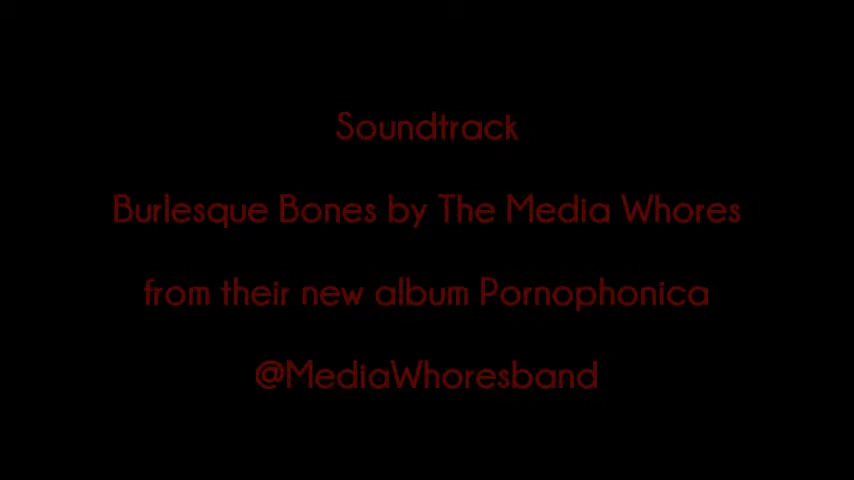 Soundtrack
Burlesque Bones by The Media Whores
from their new album Pornophonica
@MediaWhoresband